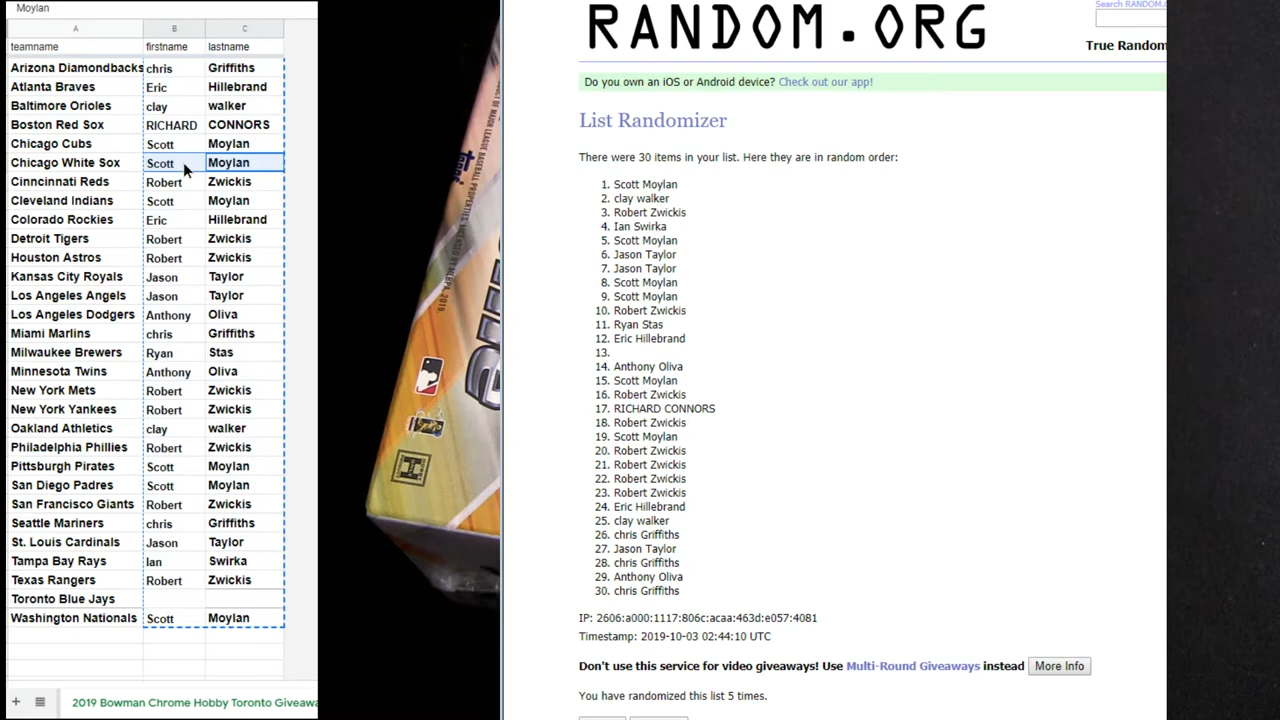 Moylan
A B C
teamname firstname lastname
Arizona Diamondbacks chris Griffiths
Atlanta Braves Eric Hillebrand
Baltimore Orioles clay walker
Boston Red Sox RICHARD CONNORS
Chicago Cubs Scott Moylan
Chicago White Sox Scott Moylan
Cinncinnati Reds Robert Zwickis
Cleveland Indians Scott Moylan
Colorado Rockies Eric Hillebrand
Detroit Tigers Robert Zwickis
Houston Astros Robert Zwickis
Kansas City Royals Jason Taylor
Los Angeles Angels Jason Taylor
Los Angeles Dodgers Anthony Oliva
Miami Marlins chris Griffiths
Milwaukee Brewers Ryan Stas
Minnesota Twins Anthony Oliva
New York Mets Robert Zwickis
New York Yankees Robert Zwickis
Oakland Athletics clay walker
Philadelphia Phillies Robert Zwickis
Pittsburgh Pirates Scott Moylan
San Diego Padres Scott Moylan
San Francisco Giants Robert Zwickis
Seattle Mariners chris Griffiths
St. Louis Cardinals Jason Taylor
Tampa Bay Rays Ian Swirka
Texas Rangers Robert Zwickis
Toronto Blue Jays
Washington Nationals Scott Moylan
2019 Bowman Chrome Hobby Toronto Giveawa
topps
RANDOM.ORG
Search RANDOM.O
True Random
Do you own an iOS or Android device? Check out our app!
List Randomizer
There were 30 items in your list. Here they are in random order:
1. Scott Moylan
2. clay walker
3. Robert Zwickis
4. Ian Swirka
5. Scott Moylan
6. Jason Taylor
7. Jason Taylor
8. Scott Moylan
9. Scott Moylan
10. Robert Zwickis
11. Ryan Stas
12. Eric Hillebrand
13.
14. Anthony Oliva
15. Scott Moylan
16. Robert Zwickis
17. RICHARD CONNORS
18. Robert Zwickis
19. Scott Moylan
20. Robert Zwickis
21. Robert Zwickis
22. Robert Zwickis
23. Robert Zwickis
24. Eric Hillebrand
25. clay walker
26. chris Griffiths
27. Jason Taylor
28. chris Griffiths
29. Anthony Oliva
30. chris Griffiths
IP: 2606:a000:1117:806c:acaa:463d:e057:4081
Timestamp: 2019-10-03 02:44:10 UTC
Don't use this service for video giveaways! Use Multi-Round Giveaways instead More Info
You have randomized this list 5 times.